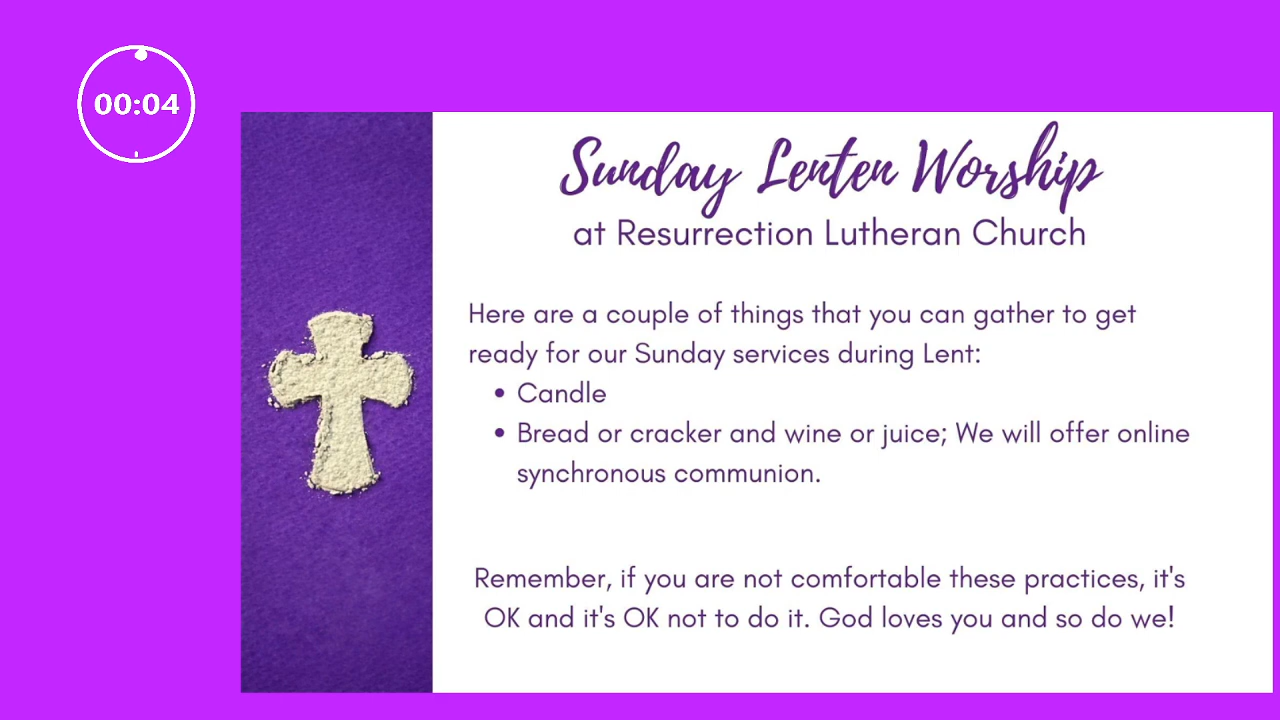 00:04
Sunday Lenten Worship
at Resurrection Lutheran Church
Here are a couple of things that you can gather to get
ready for our Sunday services during Lent:
• Candle
• Bread or cracker and wine or juice; We will offer online
synchronous communion.
Remember, if you are not comfortable these practices, it's
OK and it's OK not to do it. God loves you and so do we!